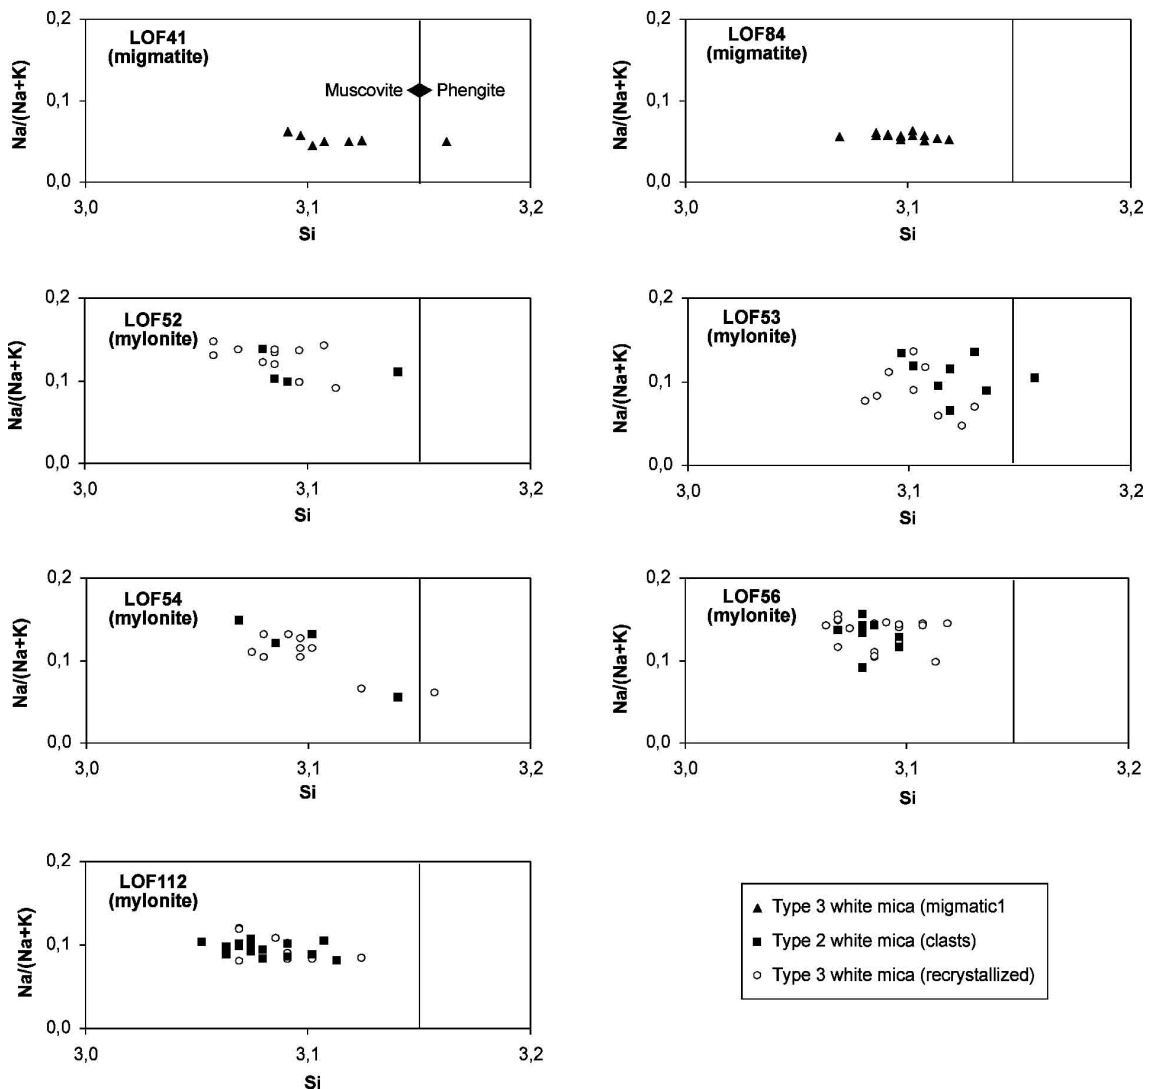 0,2
LOF41
(migmatite)
Na/(Na+K)
Muscovite
Phengite
0,1
0,0
3,0
3,1
3,2
Si
0,2
LOF84
(migmatite)
Na/(Na+K)
0,1
0,0
3,0
3,1
3,2
Si
0,2
LOF52
(mylonite)
Na/(Na+K)
0,1
0,0
3,0
3,1
3,2
Si
0,2
LOF53
(mylonite)
Na/(Na+K)
0,1
0,0
3,0
3,1
3,2
Si
0,2
LOF54
(mylonite)
Na/(Na+K)
0,1
0,0
3,0
3,1
3,2
Si
0,2
LOF56
(mylonite)
Na/(Na+K)
0,1
0,0
3,0
3,1
3,2
Si
0,2
LOF112
(mylonite)
Na/(Na+K)
0,1
0,0
3,0
3,1
3,2
Si
Type 3 white mica (migmatic1
Type 2 white mica (clasts)
Type 3 white mica (recrystallized)